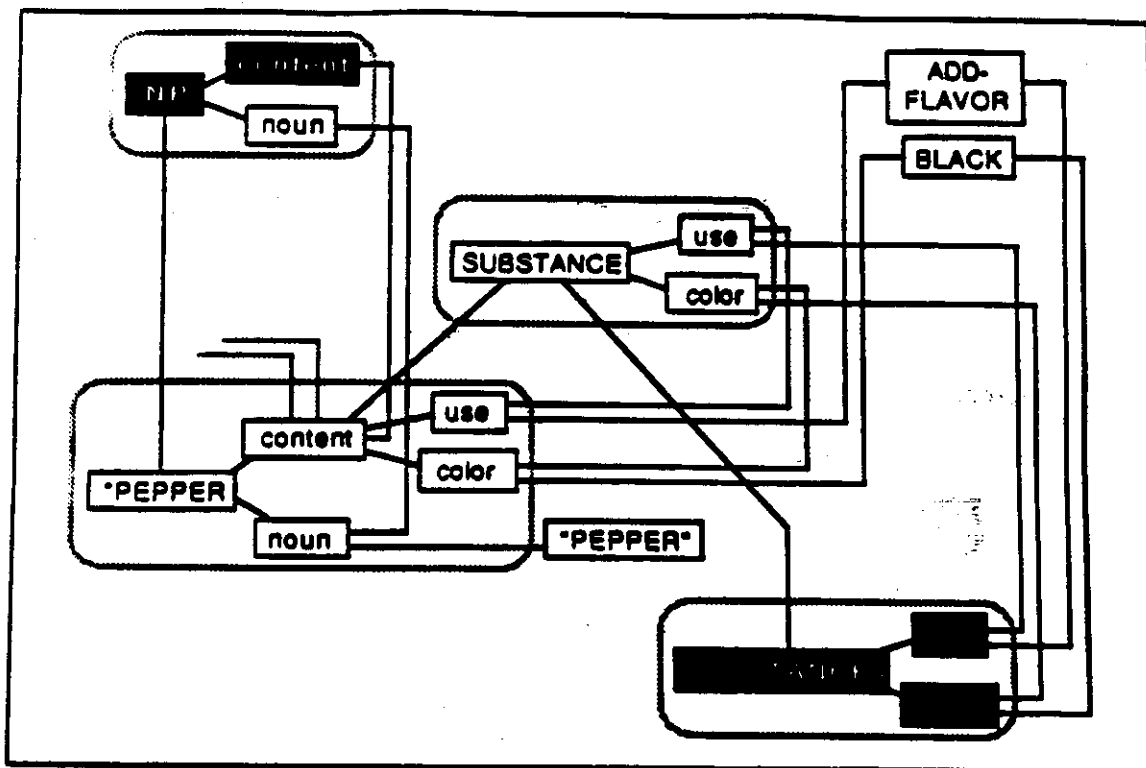 content
NP
noun
ADD-
FLAVOR
BLACK
use
SUBSTANCE
color
use
content
color
*PEPPER
noun
"PEPPER"